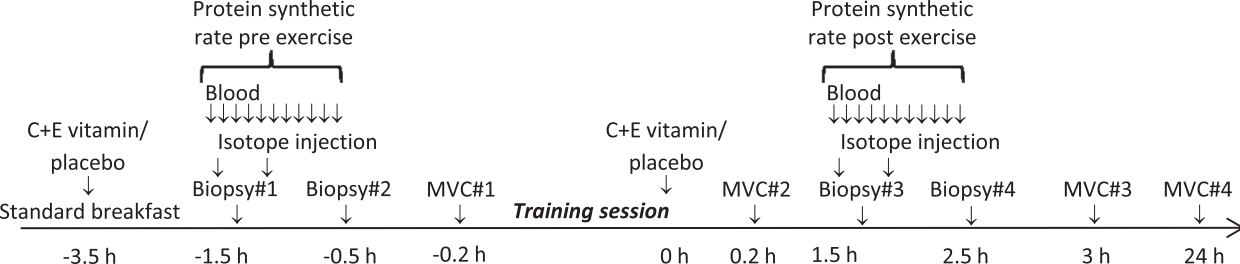 Protein synthetic
rate pre exercise
Protein synthetic
rate post exercise
Blood
Blood
C+E vitamin/
placebo
Isotope injection
C+E vitamin/
placebo
Isotope injection
Standard breakfast
Biopsy#1
Biopsy#2
MVC#1
Training session
MVC#2
Biopsy#3
Biopsy#4
MVC#3
MVC#4
-3.5 h
-1.5 h
-0.5 h
-0.2 h
0 h
0.2 h
1.5 h
2.5 h
3 h
24 h